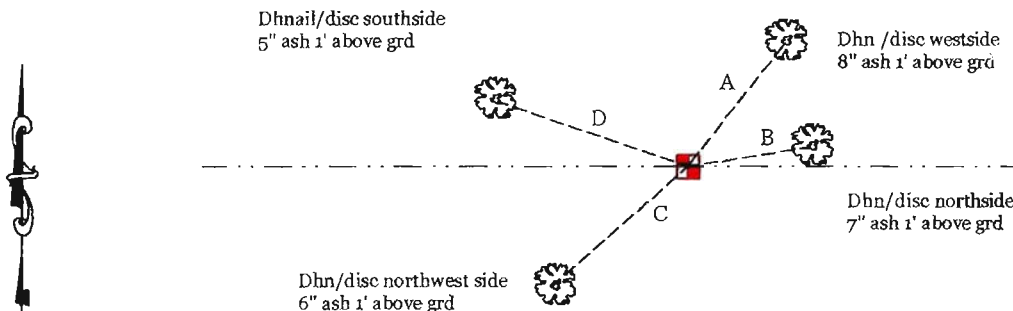 Dhnail/disc southside
5" ash 1' above grd
Dhn /disc westside
8" ash 1' above grd
A
D
B
C
Dhn/disc northside
7" ash 1' above grd
Dhn/disc northwest side
6" ash 1' above grd